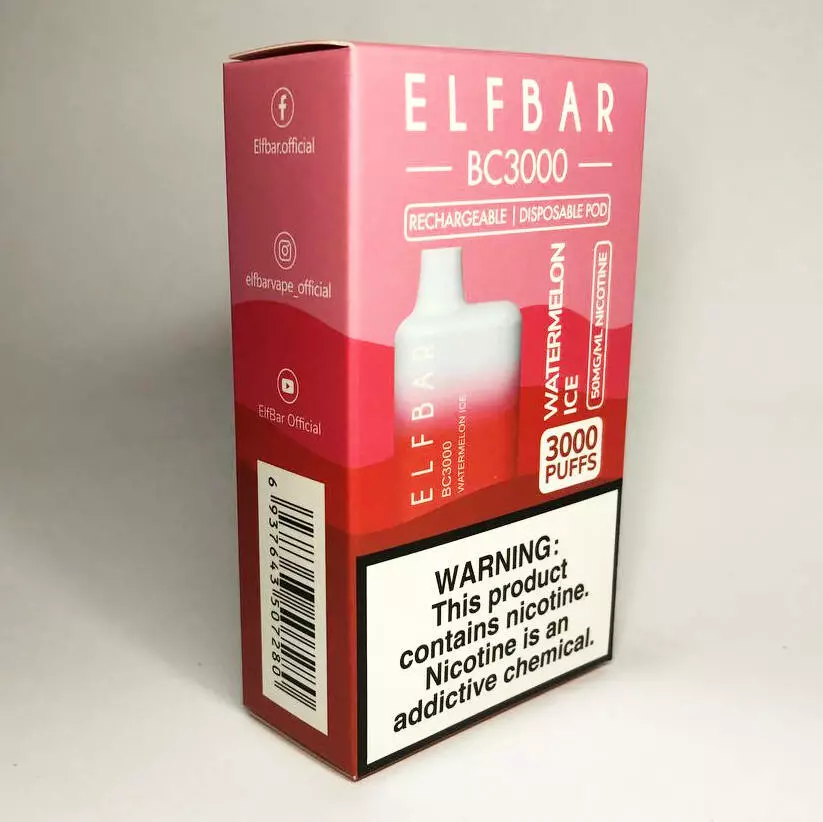 Elfbar.official
elfbarvape_official
ElfBar Official
6 937643 507280
ELFBAR
BC3000
RECHARGEABLE | DISPOSABLE POD
ELFBAR
BC3000
WATERMELON ICE
WATERMELON
ICE
50MG/ML NICOTINE
3000
PUFFS
WARNING:
This product
contains nicotine.
Nicotine is an
addictive chemical.